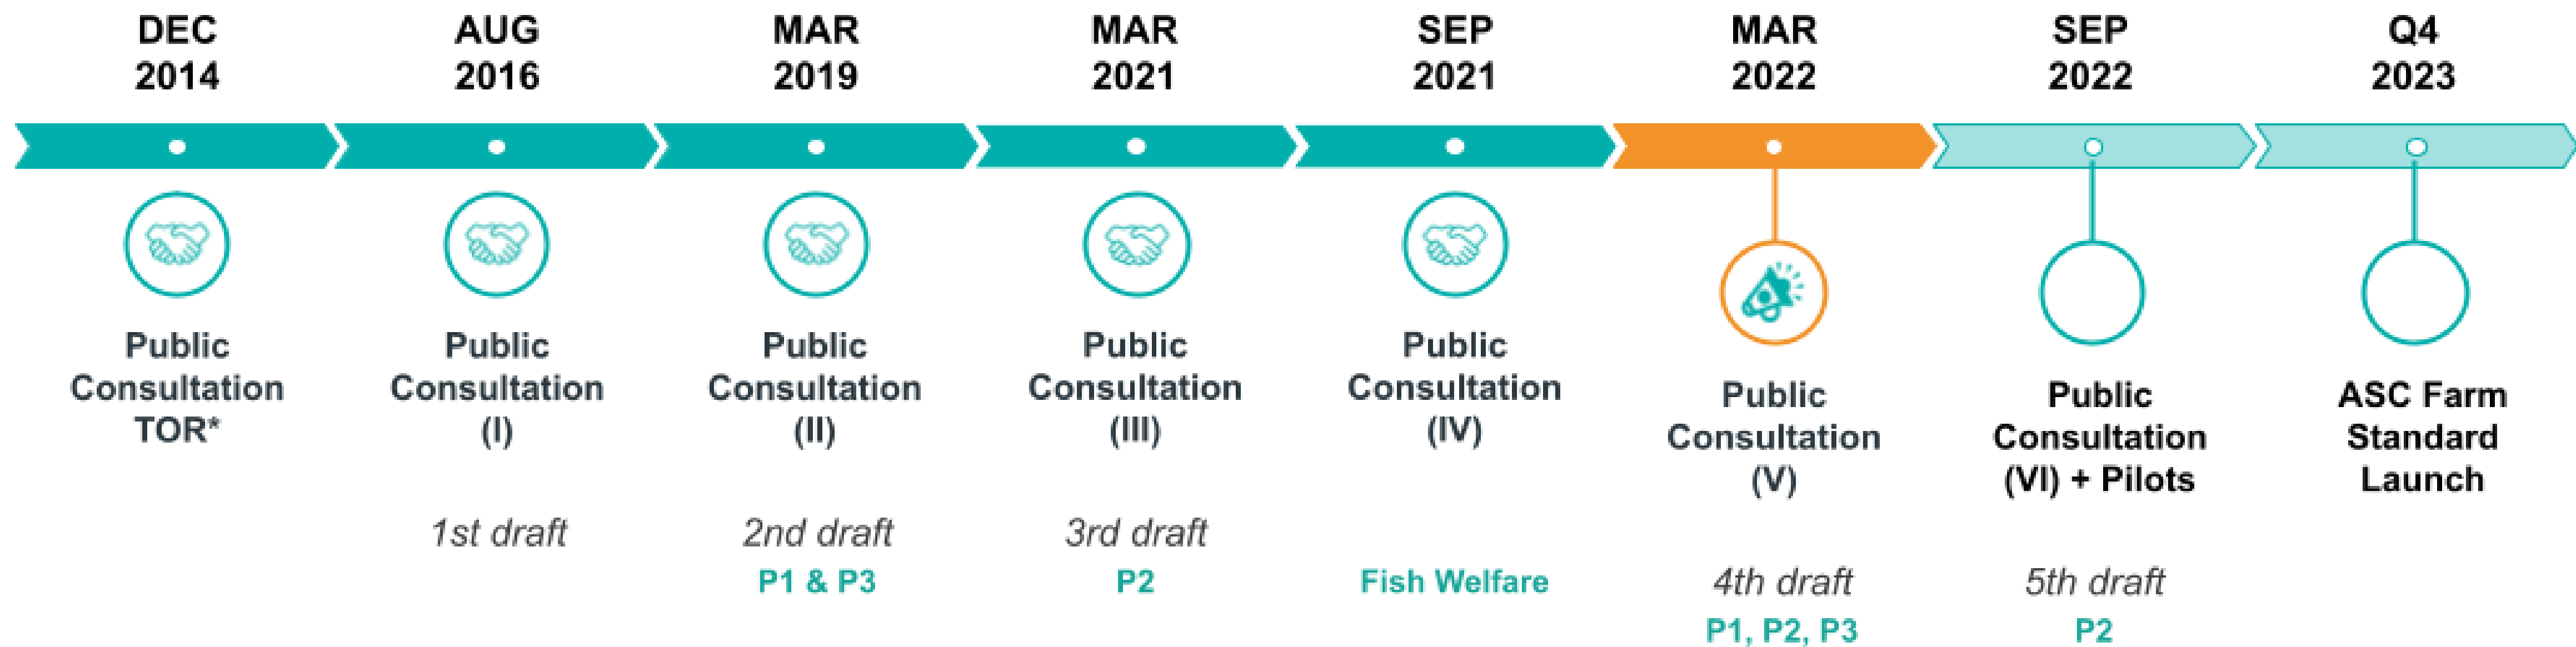 DEC
2014
AUG
2016
MAR
2019
MAR
2021
SEP
2021
MAR
2022
SEP
2022
Q4
2023
Public
Consultation
TOR*
Public
Consultation
(I)
1st draft
Public
Consultation
(II)
2nd draft
P1 & P3
Public
Consultation
(III)
3rd draft
P2
Public
Consultation
(IV)
Fish Welfare
Public
Consultation
(V)
4th draft
P1, P2, P3
Public
Consultation
(VI) + Pilots
5th draft
P2
ASC Farm
Standard
Launch